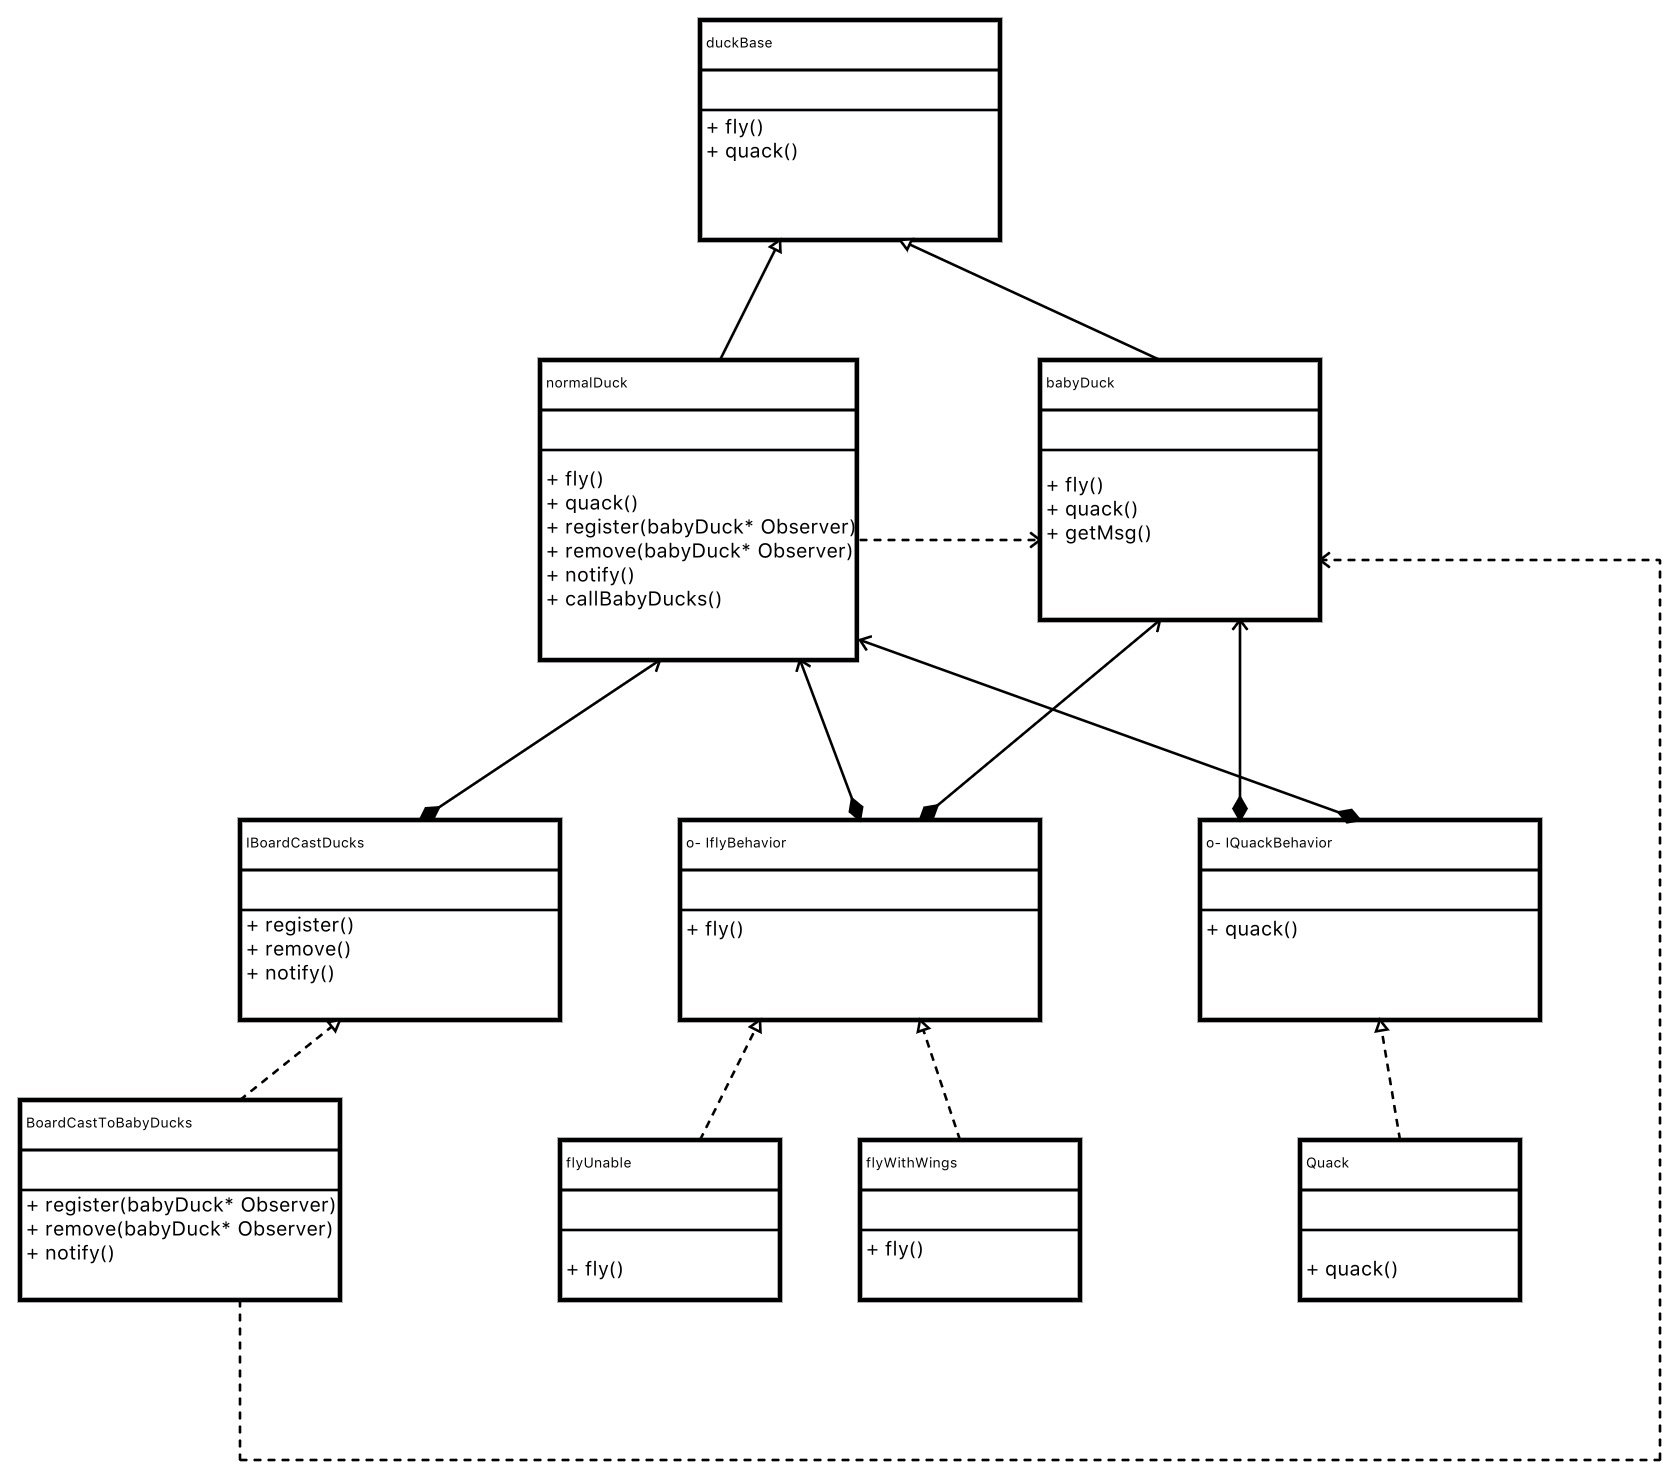 duckBase
+ fly()
+ quack()
normalDuck
+ fly()
+ quack()
+ register(babyDuck* Observer)
+ remove(babyDuck* Observer)
+ notify()
+ callBabyDucks()
babyDuck
+ fly()
+ quack()
+ getMsg()
IBoardCastDucks
+ register()
+ remove()
+ notify()
o- IflyBehavior
+ fly()
o- IQuackBehavior
+ quack()
BoardCastToBabyDucks
+ register(babyDuck* Observer)
+ remove(babyDuck* Observer)
+ notify()
flyUnable
+ fly()
flyWithWings
+ fly()
Quack
+ quack()